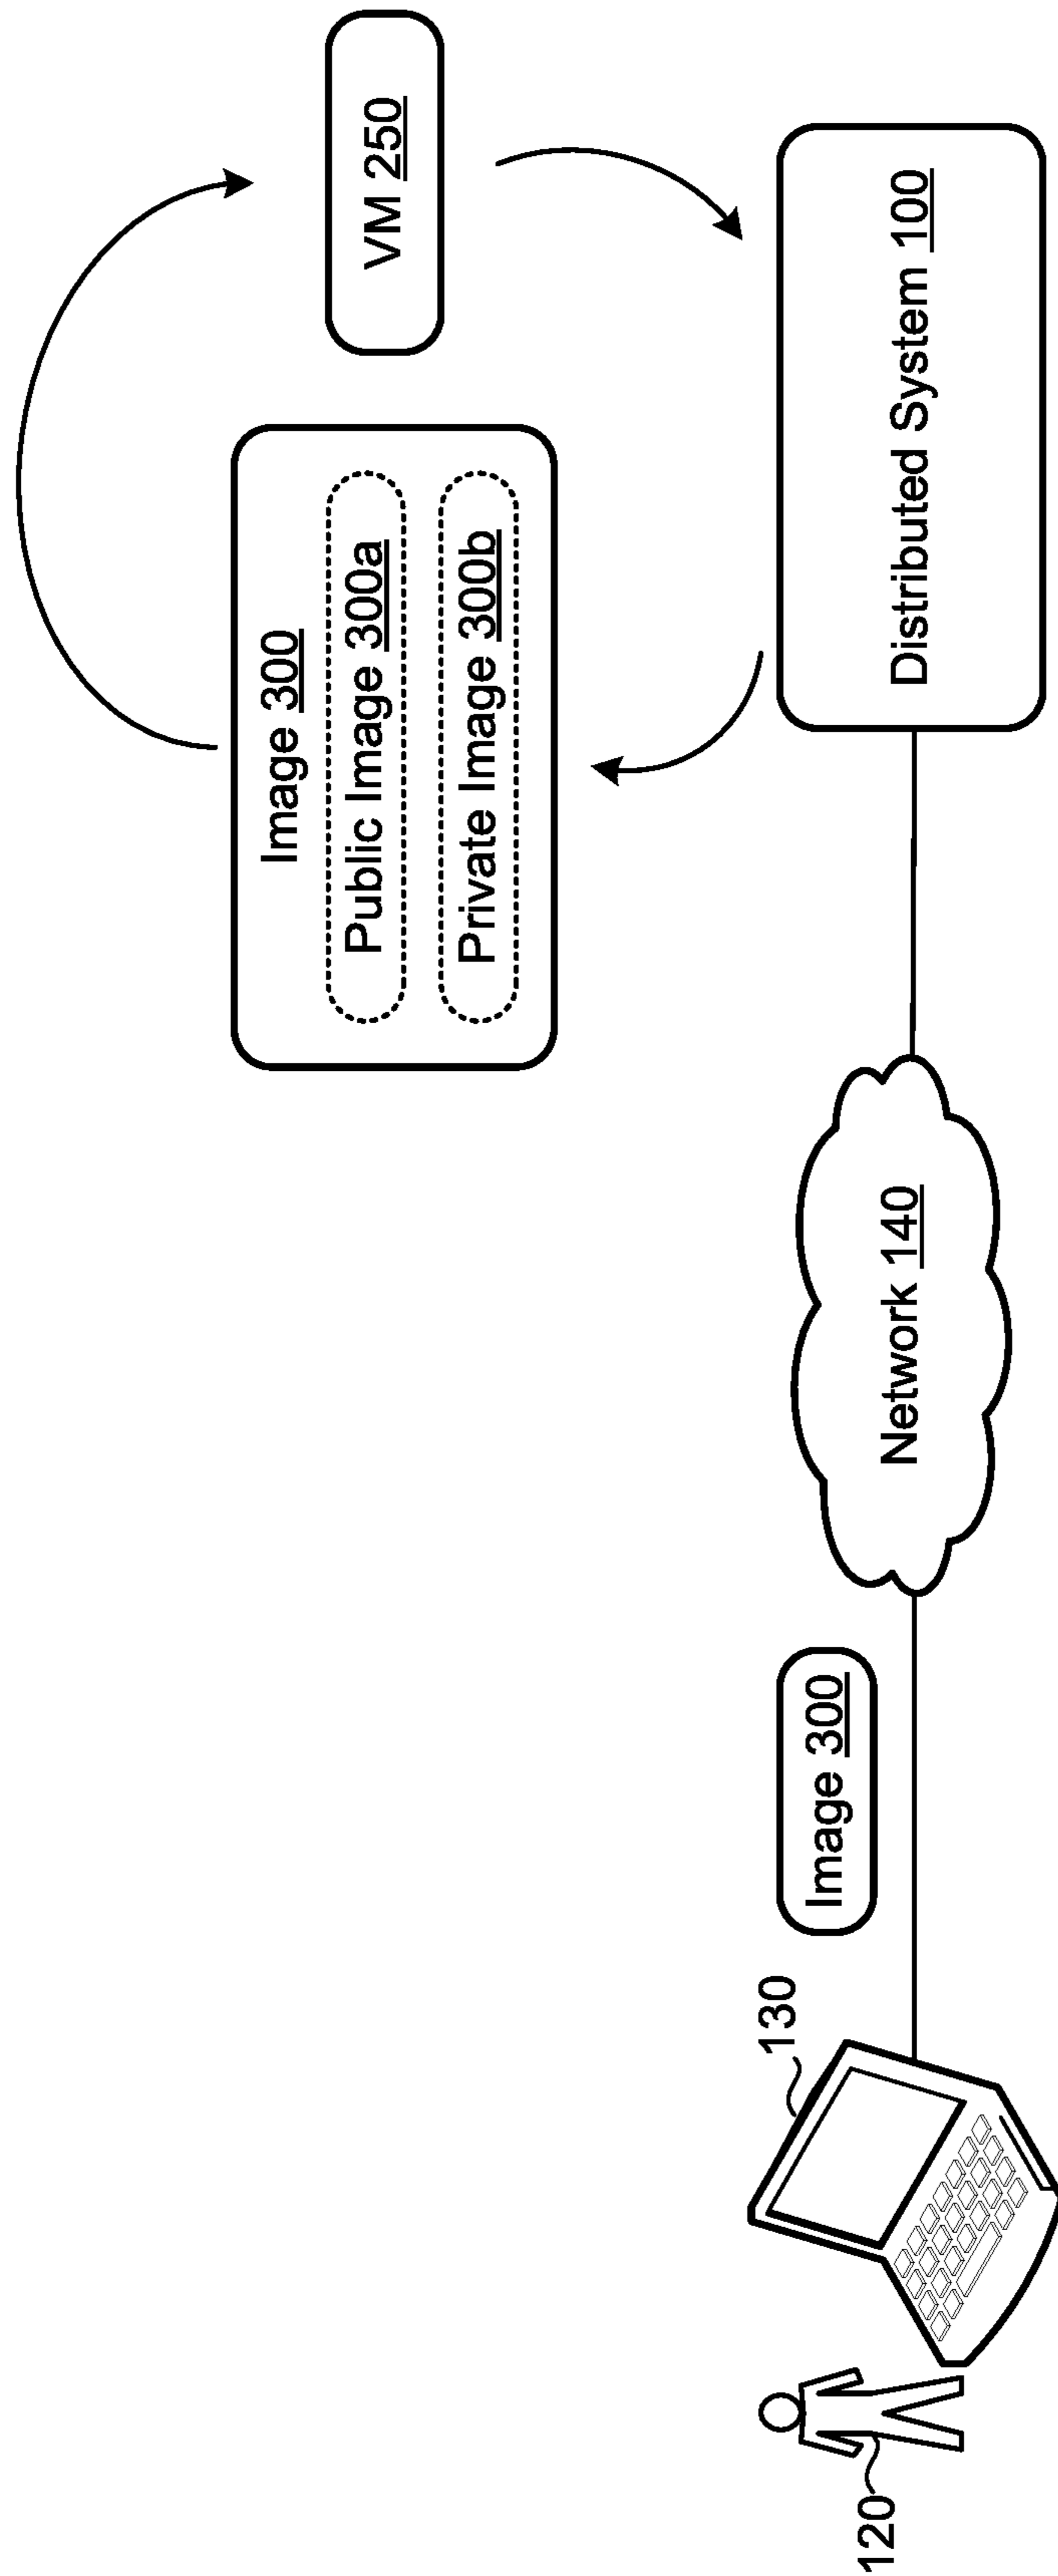 Image 300
Public Image 300a
Private Image 300b
VM 250
130
Image 300
Network 140
Distributed System 100
120